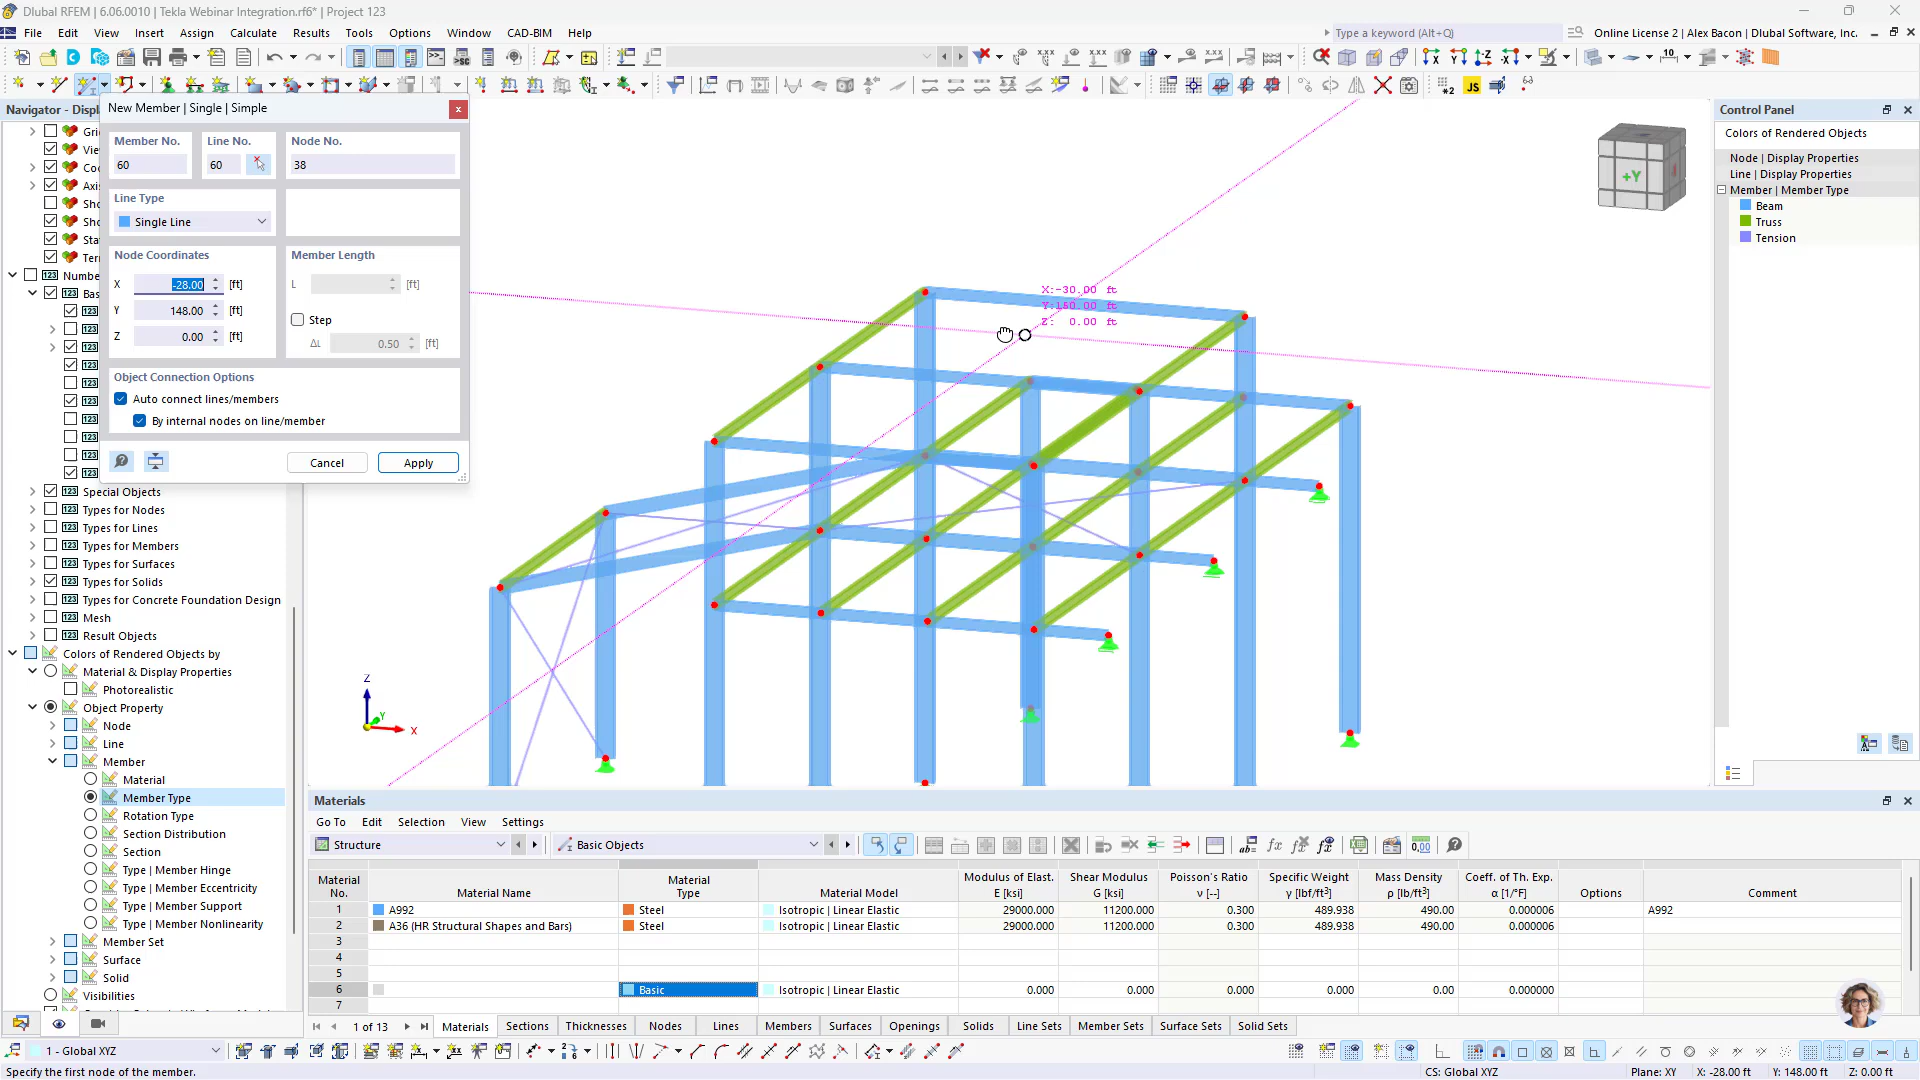 Dlubal RFEM | 6.06.0010 | Tekla Webinar Integration.rf6* | Project 123
File Edit View Insert Assign Calculate Results Tools Options Window CAD-BIM Help
Type a keyword (Alt+Q)
Online License 2 | Alex Bacon | Dlubal Software, Inc.
Navigator - Displ
New Member | Single | Simple
Member No. Line No. Node No.
60 60 38
Line Type
Single Line
Node Coordinates Member Length
X -28.00 [ft] L [ft]
Y 148.00 [ft] Step
Z 0.00 [ft] ΔL 0.50 [ft]
Object Connection Options
Auto connect lines/members
By internal nodes on line/member
Cancel Apply
Gri
Vie
Coo
Axis
Sho
Sho
Stat
Ter
Numbe
Bas
Special Objects
Types for Nodes
Types for Lines
Types for Members
Types for Surfaces
Types for Solids
Types for Concrete Foundation Design
Mesh
Result Objects
Colors of Rendered Objects by
Material & Display Properties
Photorealistic
Object Property
Node
Line
Member
Material
Member Type
Rotation Type
Section Distribution
Section
Type | Member Hinge
Type | Member Eccentricity
Type | Member Support
Type | Member Nonlinearity
Member Set
Surface
Solid
Visibilities
X:-30.00 ft
Y:150.00 ft
Z: 0.00 ft
+Y
Z
Y
X
Control Panel
Colors of Rendered Objects
Node | Display Properties
Line | Display Properties
Member | Member Type
Beam
Truss
Tension
Materials
Go To Edit Selection View Settings
Structure Basic Objects
Material No. Material Name Material Type Material Model Modulus of Elast. E [ksi] Shear Modulus G [ksi] Poisson's Ratio ν [--] Specific Weight γ [lbf/ft³] Mass Density ρ [lb/ft³] Coeff. of Th. Exp. α [1/°F] Options Comment
1 A992 Steel Isotropic | Linear Elastic 29000.000 11200.000 0.300 489.938 490.00 0.000006 A992
2 A36 (HR Structural Shapes and Bars) Steel Isotropic | Linear Elastic 29000.000 11200.000 0.300 489.938 490.00 0.000006
3
4
5
6 Basic Isotropic | Linear Elastic 0.000 0.000 0.000 0.000 0.00 0.000000
7
1 of 13 Materials Sections Thicknesses Nodes Lines Members Surfaces Openings Solids Line Sets Member Sets Surface Sets Solid Sets
1 - Global XYZ
Specify the first node of the member.
CS: Global XYZ Plane: XY X: -28.00 ft Y: 148.00 ft Z: 0.00 ft